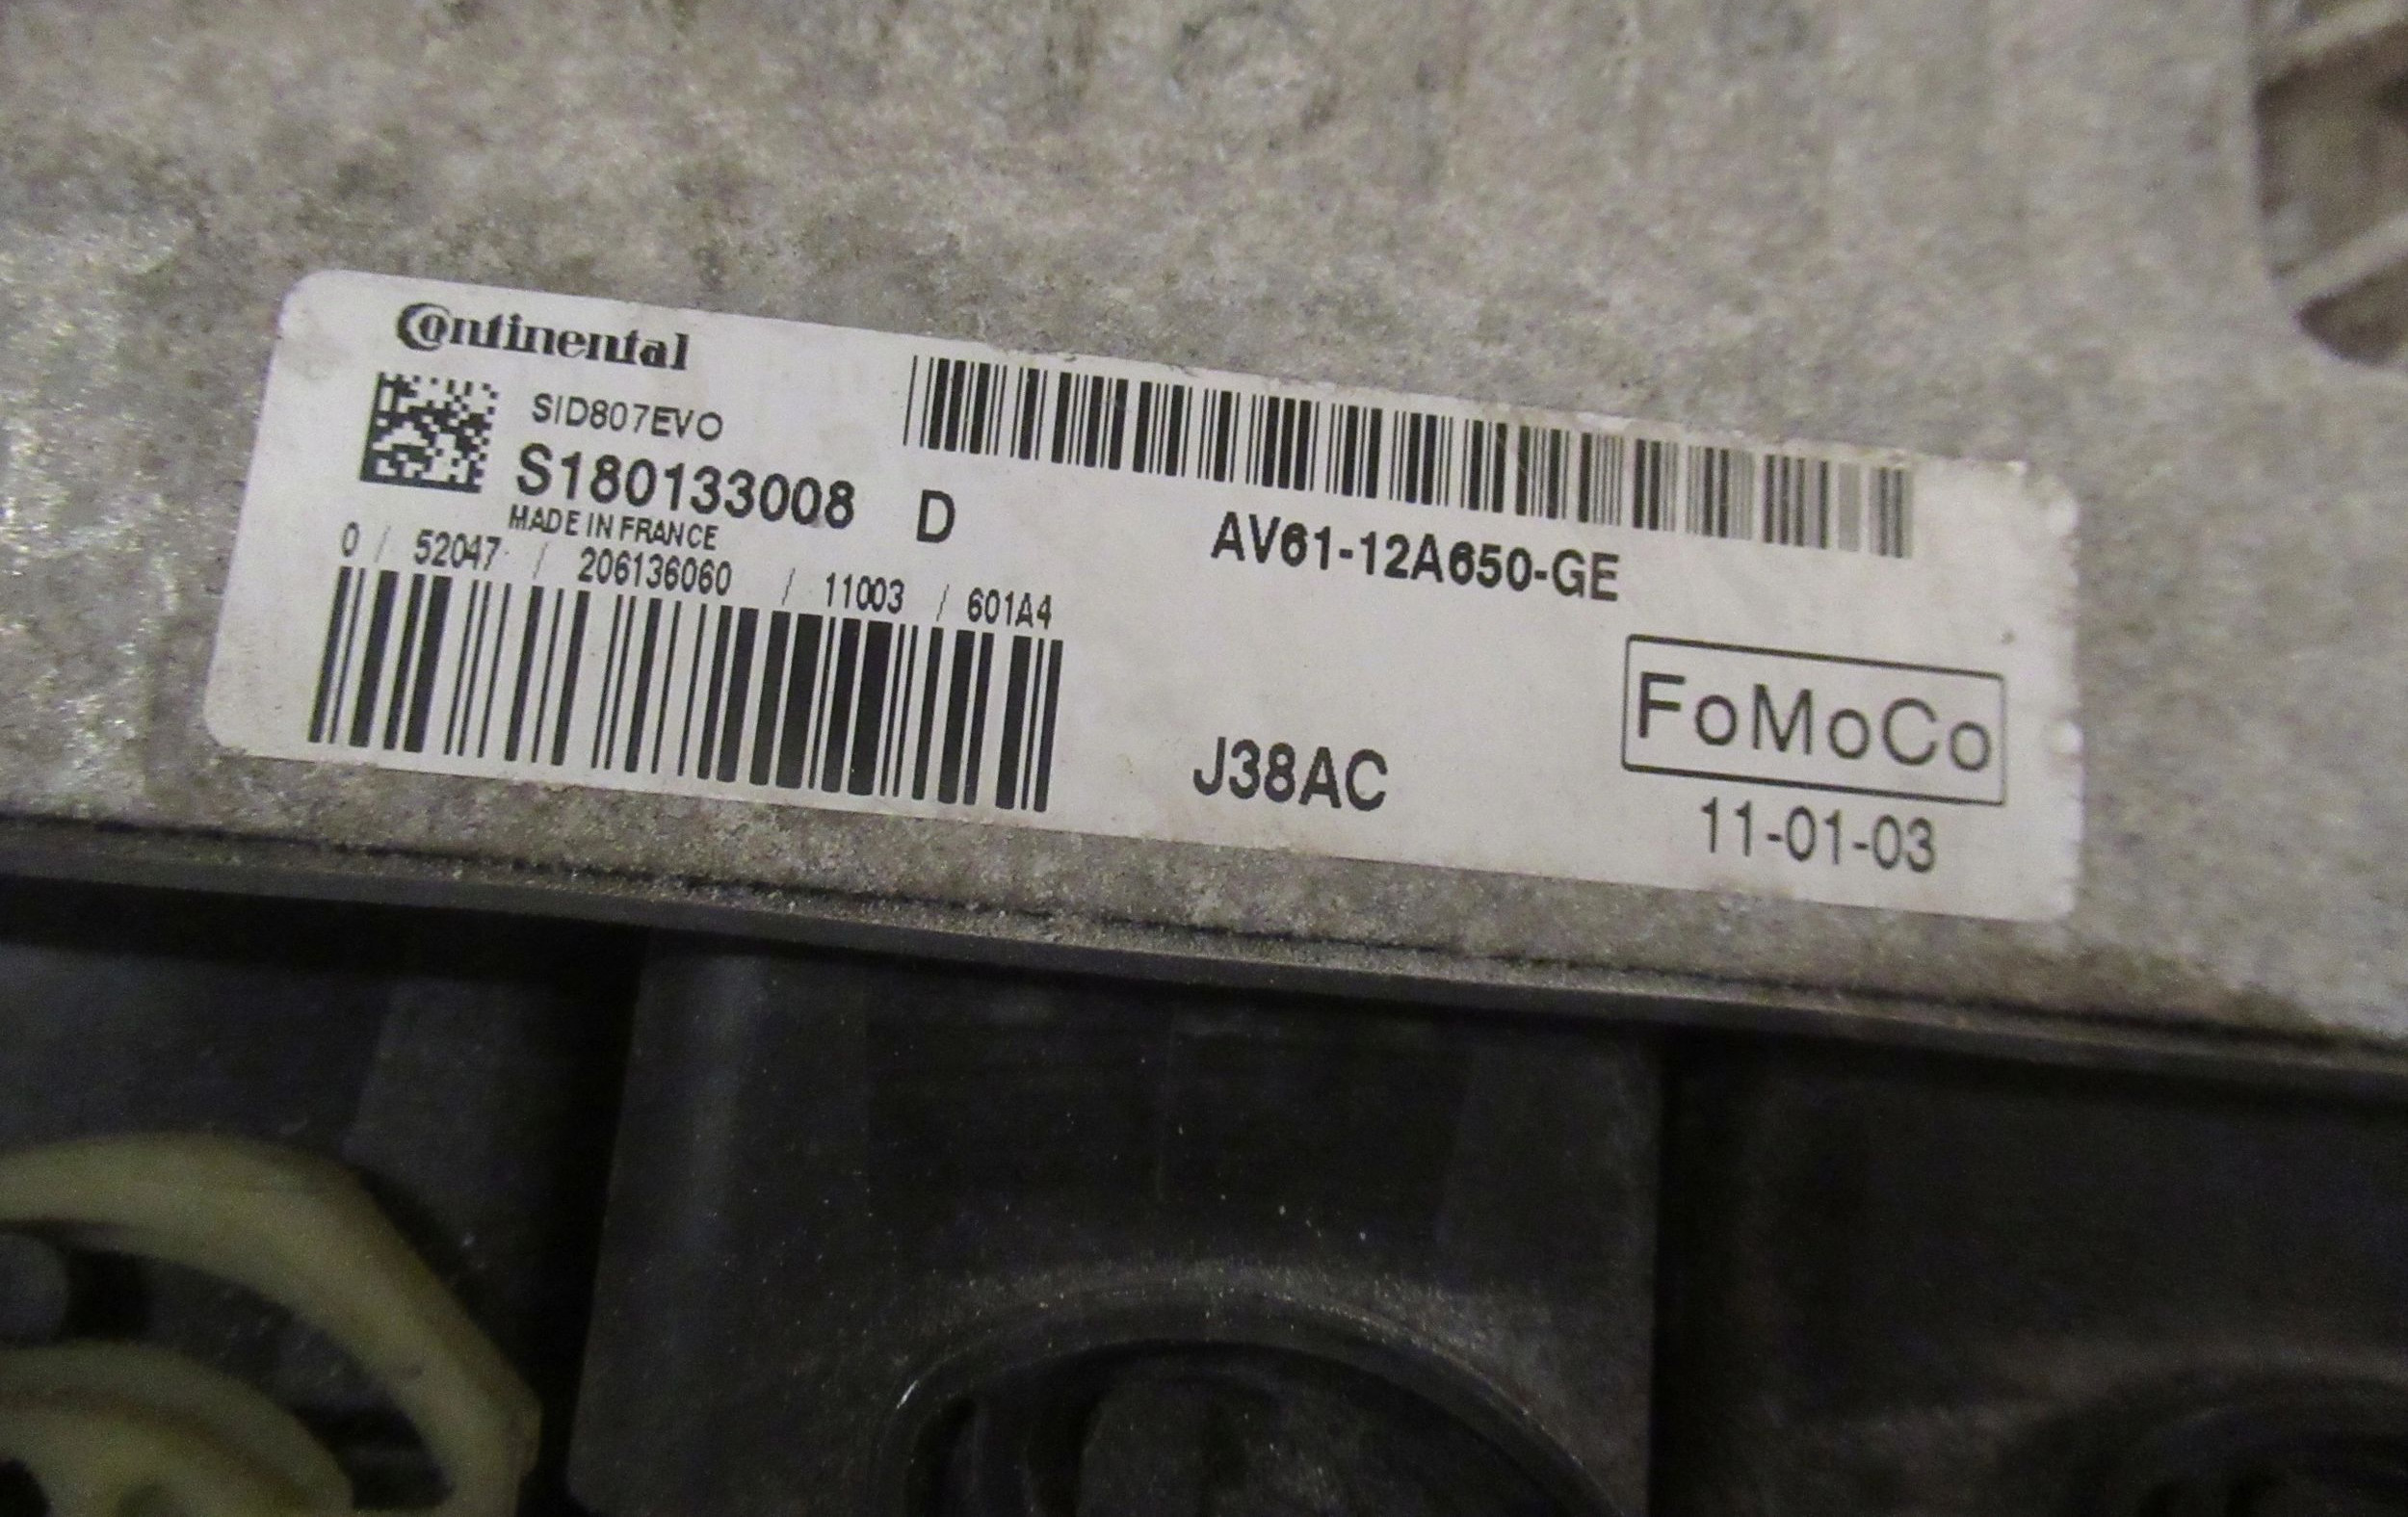 Continental
SID807EVO
S180133008 D
MADE IN FRANCE
0 / 52047 / 206136060 / 11003 / 601A4
AV61-12A650-GE
J38AC
FoMoCo
11-01-03